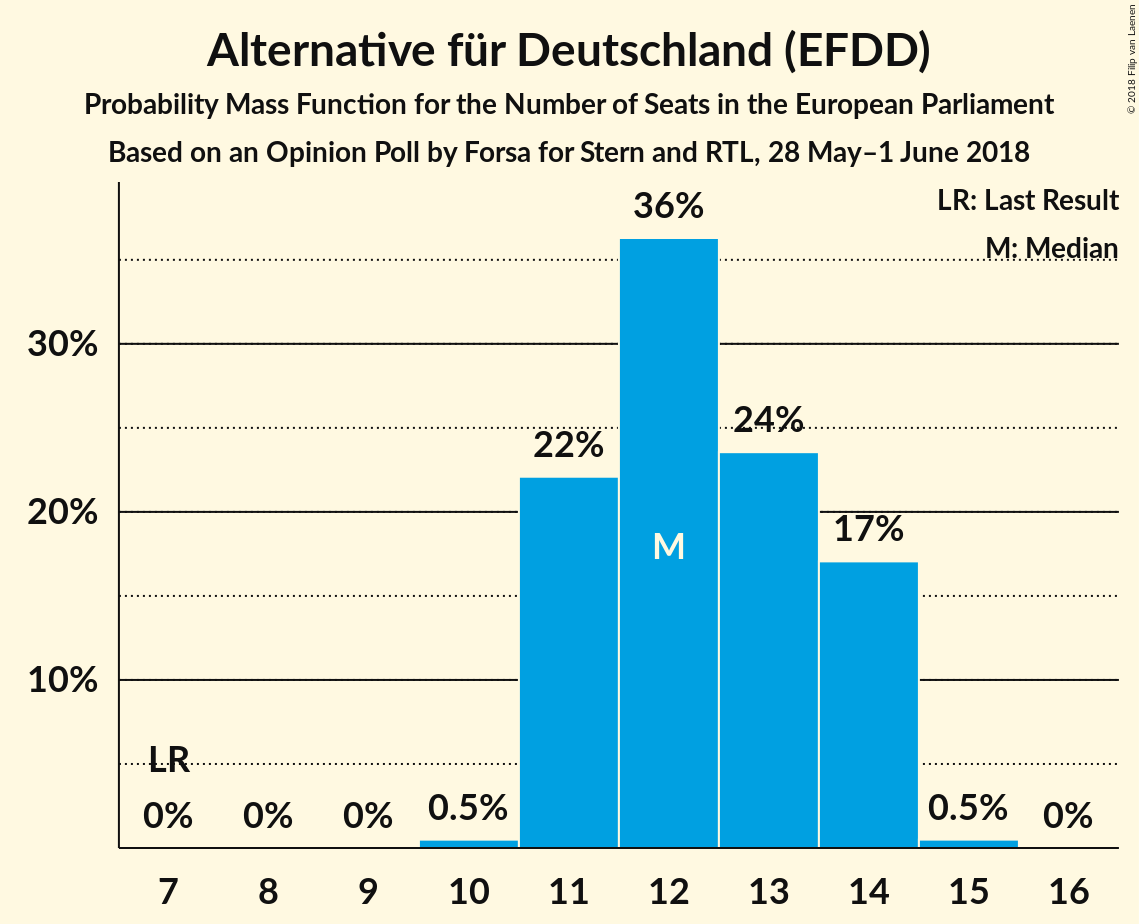 Alternative für Deutschland (EFDD)
Probability Mass Function for the Number of Seats in the European Parliament
Based on an Opinion Poll by Forsa for Stern and RTL, 28 May–1 June 2018
© 2018 Filip van Laenen
LR: Last Result
M: Median
36%
30%
24%
22%
20%
17%
M
10%
LR
0% 0% 0% 0.5% 0.5% 0%
7 8 9 10 11 12 13 14 15 16